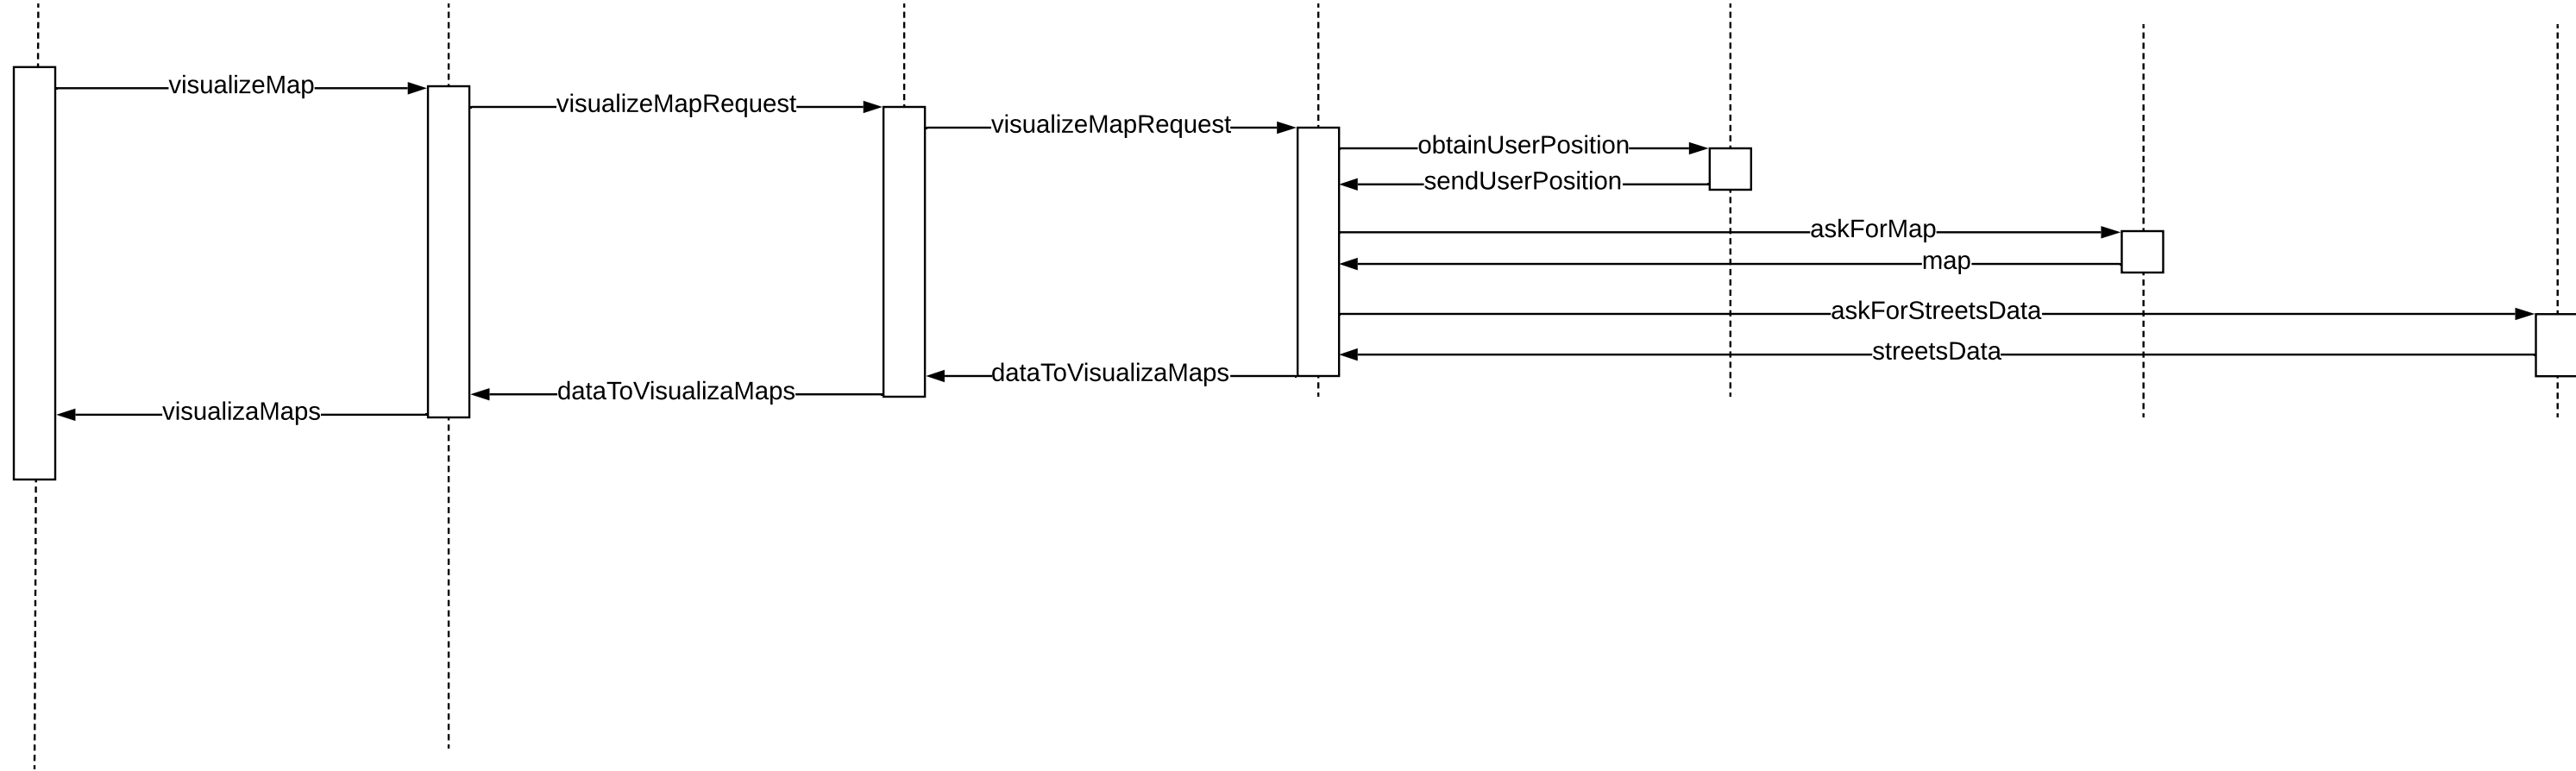 visualizeMap
visualizeMapRequest
visualizeMapRequest
obtainUserPosition
sendUserPosition
askForMap
map
askForStreetsData
streetsData
dataToVisualizaMaps
dataToVisualizaMaps
visualizaMaps